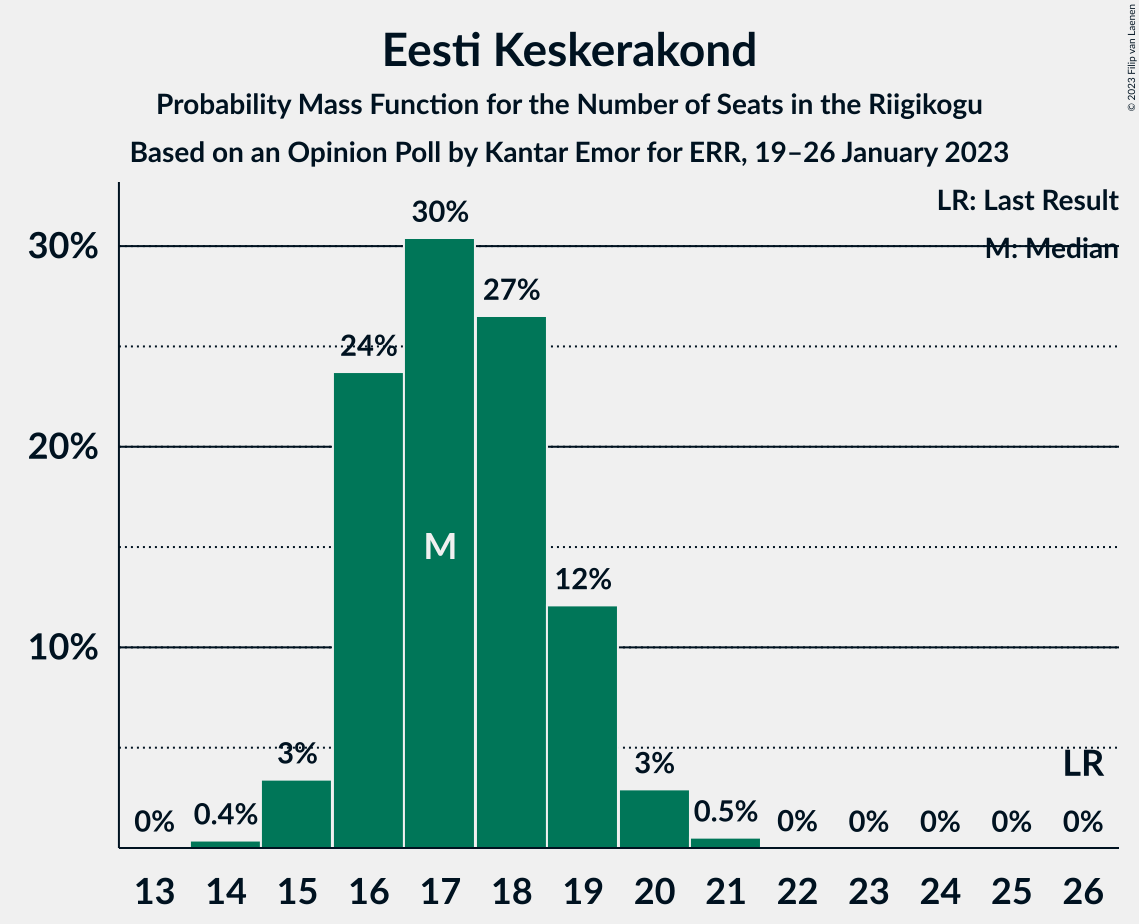 Eesti Keskerakond
Probability Mass Function for the Number of Seats in the Riigikogu
Based on an Opinion Poll by Kantar Emor for ERR, 19–26 January 2023
© 2023 Filip van Laenen
LR: Last Result
M: Median
30%
20%
10%
0%
0.4%
3%
24%
30%
27%
12%
3%
0.5%
0%
0%
0%
0%
0%
M
LR
13 14 15 16 17 18 19 20 21 22 23 24 25 26